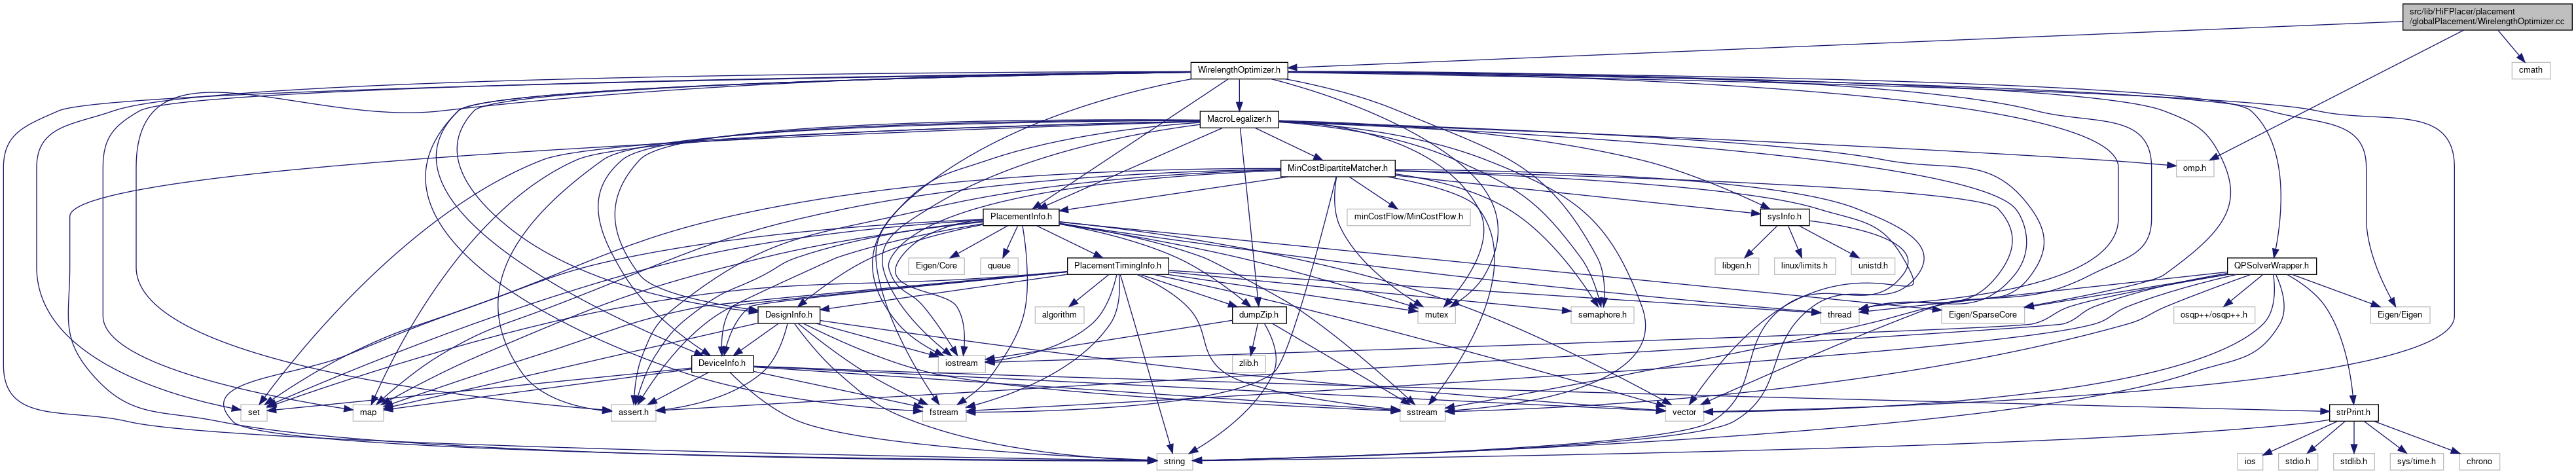 src/lib/HiFPlacer/placement
/globalPlacement/WirelengthOptimizer.cc
WirelengthOptimizer.h
cmath
MacroLegalizer.h
MinCostBipartiteMatcher.h
omp.h
PlacementInfo.h
minCostFlow/MinCostFlow.h
sysInfo.h
Eigen/Core
queue
PlacementTimingInfo.h
libgen.h
linux/limits.h
unistd.h
QPSolverWrapper.h
DesignInfo.h
algorithm
dumpZip.h
mutex
semaphore.h
thread
Eigen/SparseCore
osqp++/osqp++.h
Eigen/Eigen
DeviceInfo.h
iostream
zlib.h
set
map
assert.h
fstream
sstream
vector
strPrint.h
string
ios
stdio.h
stdlib.h
sys/time.h
chrono